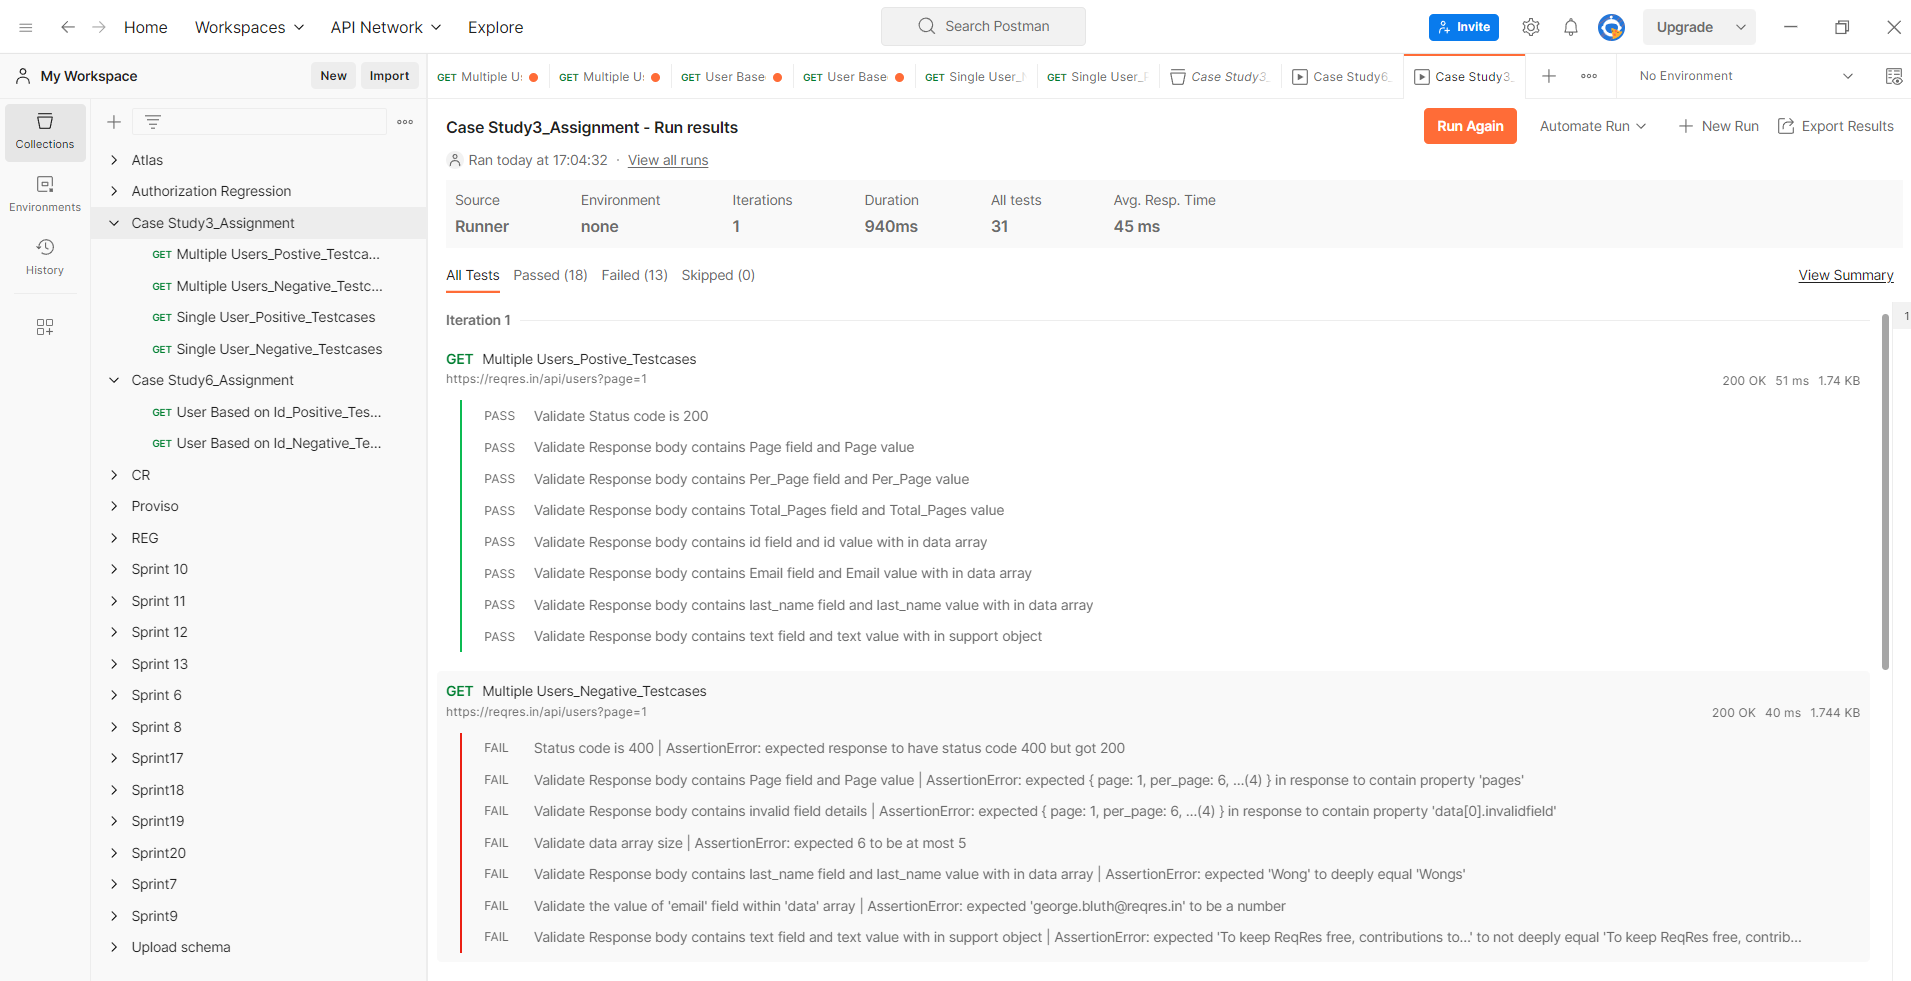 Home Workspaces API Network Explore Search Postman Invite Upgrade
My Workspace New Import
GET Multiple Us GET Multiple Us GET User Base GET User Base GET Single User_N GET Single User_P Case Study3_ Case Study6_ Case Study3_ No Environment
Collections
Environments
History
Atlas
Authorization Regression
Case Study3_Assignment
GET Multiple Users_Postive_Testca...
GET Multiple Users_Negative_Testc...
GET Single User_Positive_Testcases
GET Single User_Negative_Testcases
Case Study6_Assignment
GET User Based on Id_Positive_Tes...
GET User Based on Id_Negative_Te...
CR
Proviso
REG
Sprint 10
Sprint 11
Sprint 12
Sprint 13
Sprint 6
Sprint 8
Sprint17
Sprint18
Sprint19
Sprint20
Sprint7
Sprint9
Upload schema
Case Study3_Assignment - Run results
Run Again Automate Run New Run Export Results
Ran today at 17:04:32 · View all runs
Source Environment Iterations Duration All tests Avg. Resp. Time
Runner none 1 940ms 31 45 ms
All Tests Passed (18) Failed (13) Skipped (0) View Summary
Iteration 1
1
GET Multiple Users_Postive_Testcases
https://reqres.in/api/users?page=1
200 OK 51 ms 1.74 KB
PASS Validate Status code is 200
PASS Validate Response body contains Page field and Page value
PASS Validate Response body contains Per_Page field and Per_Page value
PASS Validate Response body contains Total_Pages field and Total_Pages value
PASS Validate Response body contains id field and id value with in data array
PASS Validate Response body contains Email field and Email value with in data array
PASS Validate Response body contains last_name field and last_name value with in data array
PASS Validate Response body contains text field and text value with in support object
GET Multiple Users_Negative_Testcases
https://reqres.in/api/users?page=1
200 OK 40 ms 1.744 KB
FAIL Status code is 400 | AssertionError: expected response to have status code 400 but got 200
FAIL Validate Response body contains Page field and Page value | AssertionError: expected { page: 1, per_page: 6, …(4) } in response to contain property 'pages'
FAIL Validate Response body contains invalid field details | AssertionError: expected { page: 1, per_page: 6, …(4) } in response to contain property 'data[0].invalidfield'
FAIL Validate data array size | AssertionError: expected 6 to be at most 5
FAIL Validate Response body contains last_name field and last_name value with in data array | AssertionError: expected 'Wong' to deeply equal 'Wongs'
FAIL Validate the value of 'email' field within 'data' array | AssertionError: expected 'george.bluth@reqres.in' to be a number
FAIL Validate Response body contains text field and text value with in support object | AssertionError: expected 'To keep ReqRes free, contributions to…' to not deeply equal 'To keep ReqRes free, contrib...